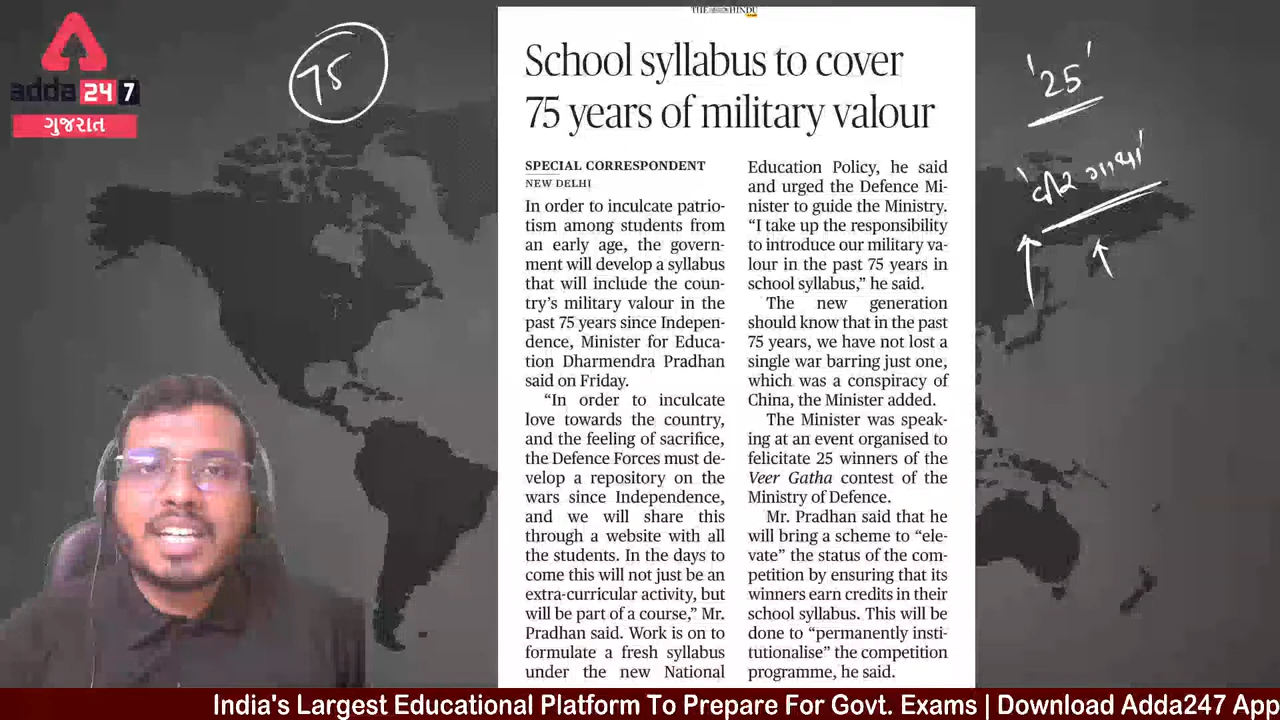 adda 24 7
ગુજરાત
75
THE HINDU
School syllabus to cover
75 years of military valour
SPECIAL CORRESPONDENT
NEW DELHI
In order to inculcate patrio-
tism among students from
an early age, the govern-
ment will develop a syllabus
that will include the coun-
try's military valour in the
past 75 years since Indepen-
dence, Minister for Educa-
tion Dharmendra Pradhan
said on Friday.
“In order to inculcate
love towards the country,
and the feeling of sacrifice,
the Defence Forces must de-
velop a repository on the
wars since Independence,
and we will share this
through a website with all
the students. In the days to
come this will not just be an
extra-curricular activity, but
will be part of a course,” Mr.
Pradhan said. Work is on to
formulate a fresh syllabus
under the new National
Education Policy, he said
and urged the Defence Mi-
nister to guide the Ministry.
“I take up the responsibility
to introduce our military va-
lour in the past 75 years in
school syllabus,” he said.
The new generation
should know that in the past
75 years, we have not lost a
single war barring just one,
which was a conspiracy of
China, the Minister added.
The Minister was speak-
ing at an event organised to
felicitate 25 winners of the
Veer Gatha contest of the
Ministry of Defence.
Mr. Pradhan said that he
will bring a scheme to “ele-
vate” the status of the com-
petition by ensuring that its
winners earn credits in their
school syllabus. This will be
done to “permanently insti-
tutionalise” the competition
programme, he said.
'25'
'વીર ગાથા'
India's Largest Educational Platform To Prepare For Govt. Exams | Download Adda247 App